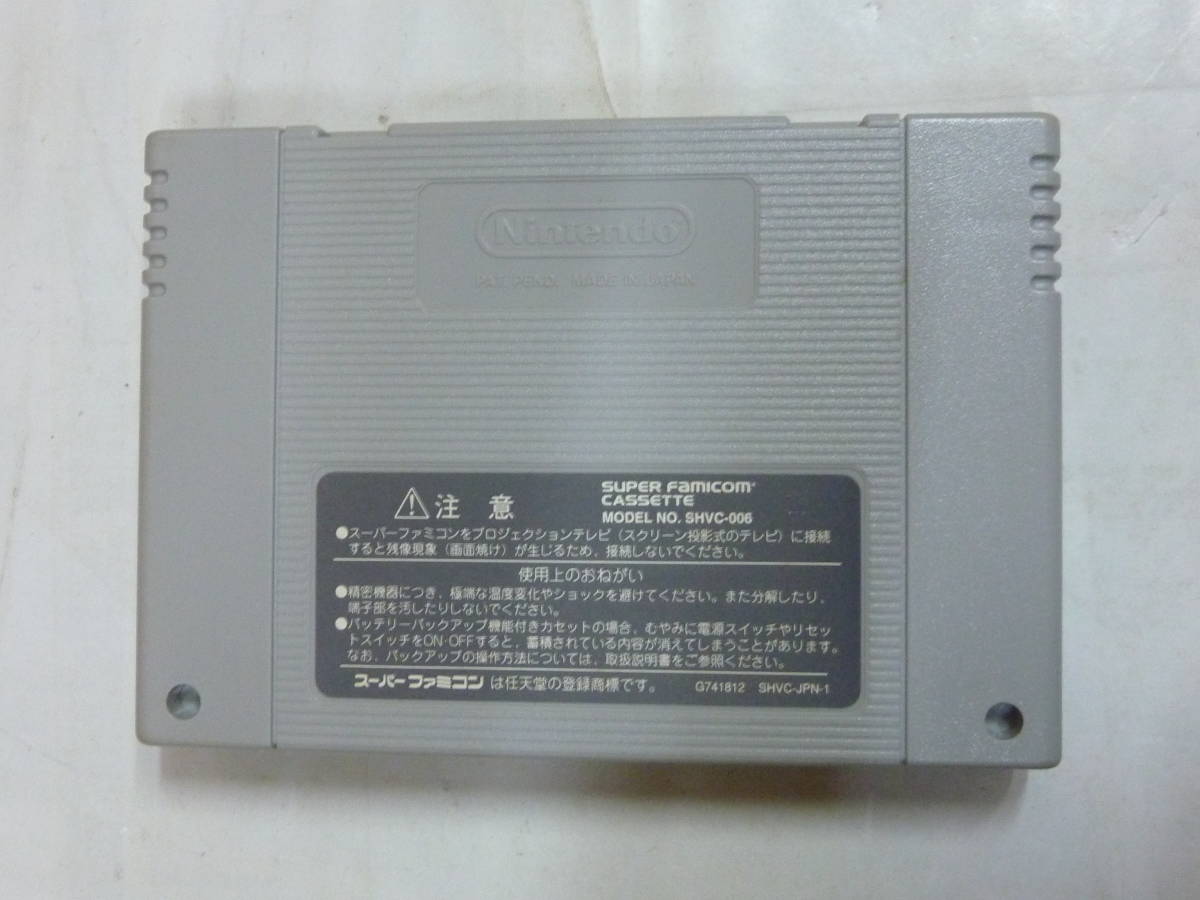 Nintendo
PAT. PEND. MADE IN JAPAN
⚠注 意
SUPER FAMICOM
CASSETTE
MODEL NO. SHVC-006
●スーパーファミコンをプロジェクションテレビ（スクリーン投影式のテレビ）に接続
すると残像現象（画面焼け）が生じるため、接続しないでください。
使用上のおねがい
●精密機器につき、極端な温度変化やショックを避けてください。また分解したり、
端子部を汚したりしないでください。
●バッテリーバックアップ機能付きカセットの場合、むやみに電源スイッチやリセッ
トスイッチをON・OFFすると、蓄積されている内容が消えてしまうことがあります。
なお、バックアップの操作方法については、取扱説明書をご参照ください。
スーパーファミコンは任天堂の登録商標です。 G741812 SHVC-JPN-1